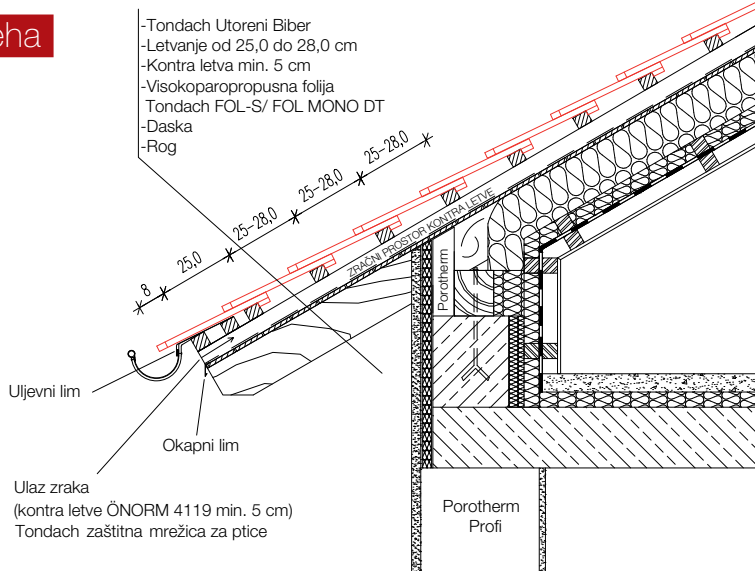 eha
-Tondach Utoreni Biber
-Letvanje od 25,0 do 28,0 cm
-Kontra letva min. 5 cm
-Visokoparopropusna folija
Tondach FOL-S/ FOL MONO DT
-Daska
-Rog
25–28,0
25–28,0
25–28,0
25,0
8
ZRAČNI PROSTOR KONTRA LETVE
Porotherm
Uljevni lim
Okapni lim
Ulaz zraka
(kontra letve ÖNORM 4119 min. 5 cm)
Tondach zaštitna mrežica za ptice
Porotherm
Profi